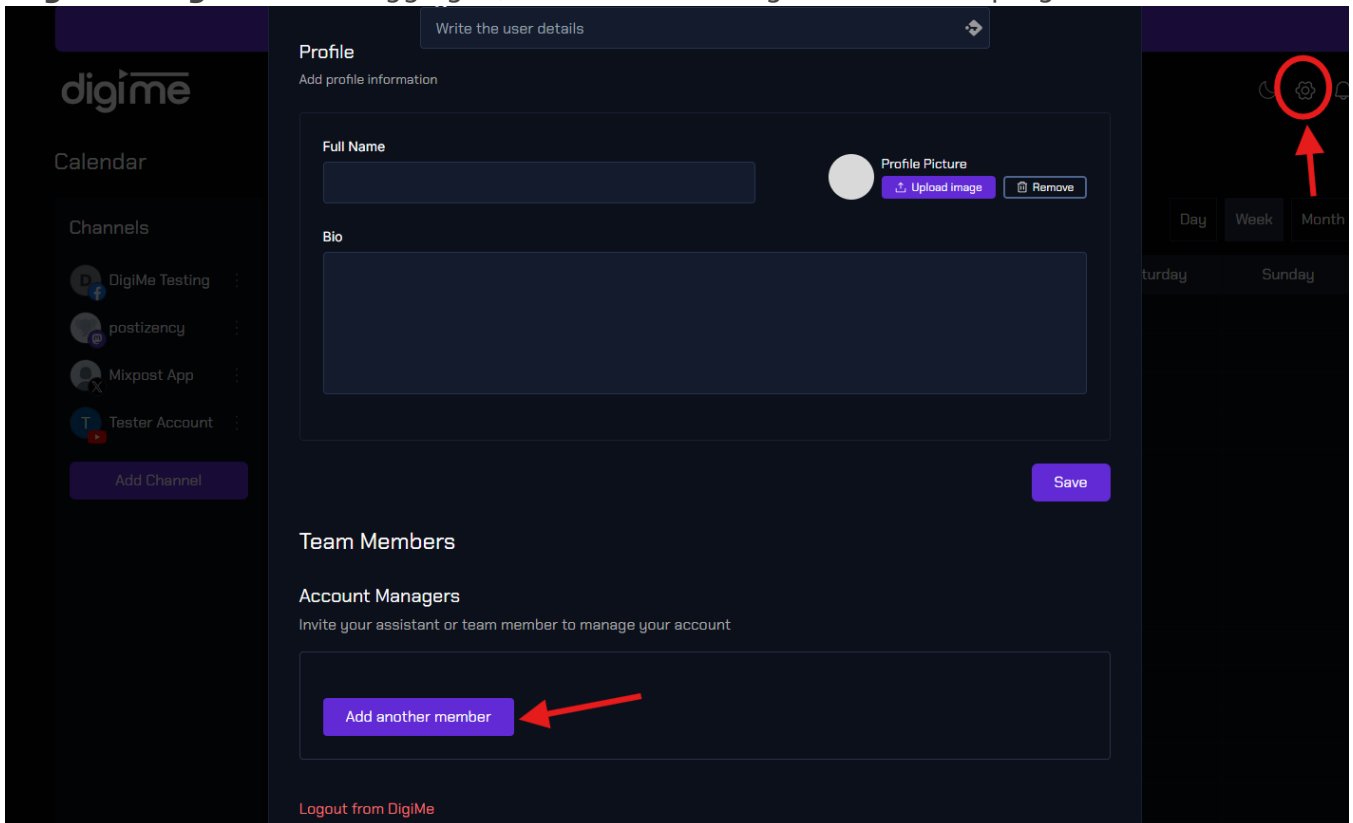 Write the user details
Profile
Add profile information
digime
Calendar
Full Name
Profile Picture
Upload image
Remove
Channels
Day
Week
Month
Bio
DigiMe Testing
turday
Sunday
postizency
Mixpost App
Tester Account
Add Channel
Save
Team Members
Account Managers
Invite your assistant or team member to manage your account
Add another member
Logout from DigiMe